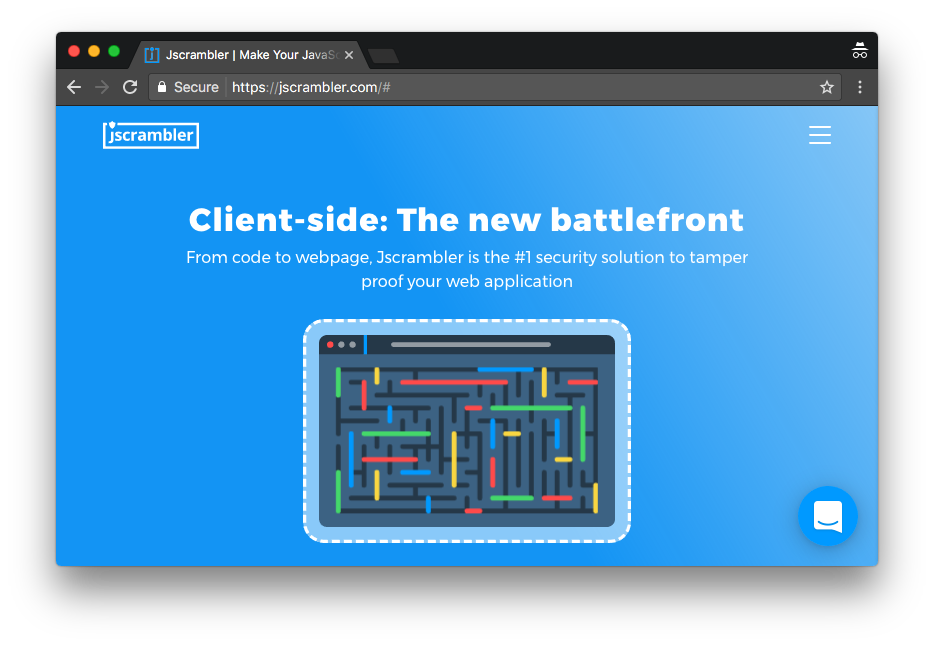 Jscrambler | Make Your JavaSc
Secure
https://jscrambler.com/#
jscrambler
Client-side: The new battlefront
From code to webpage, Jscrambler is the #1 security solution to tamper
proof your web application